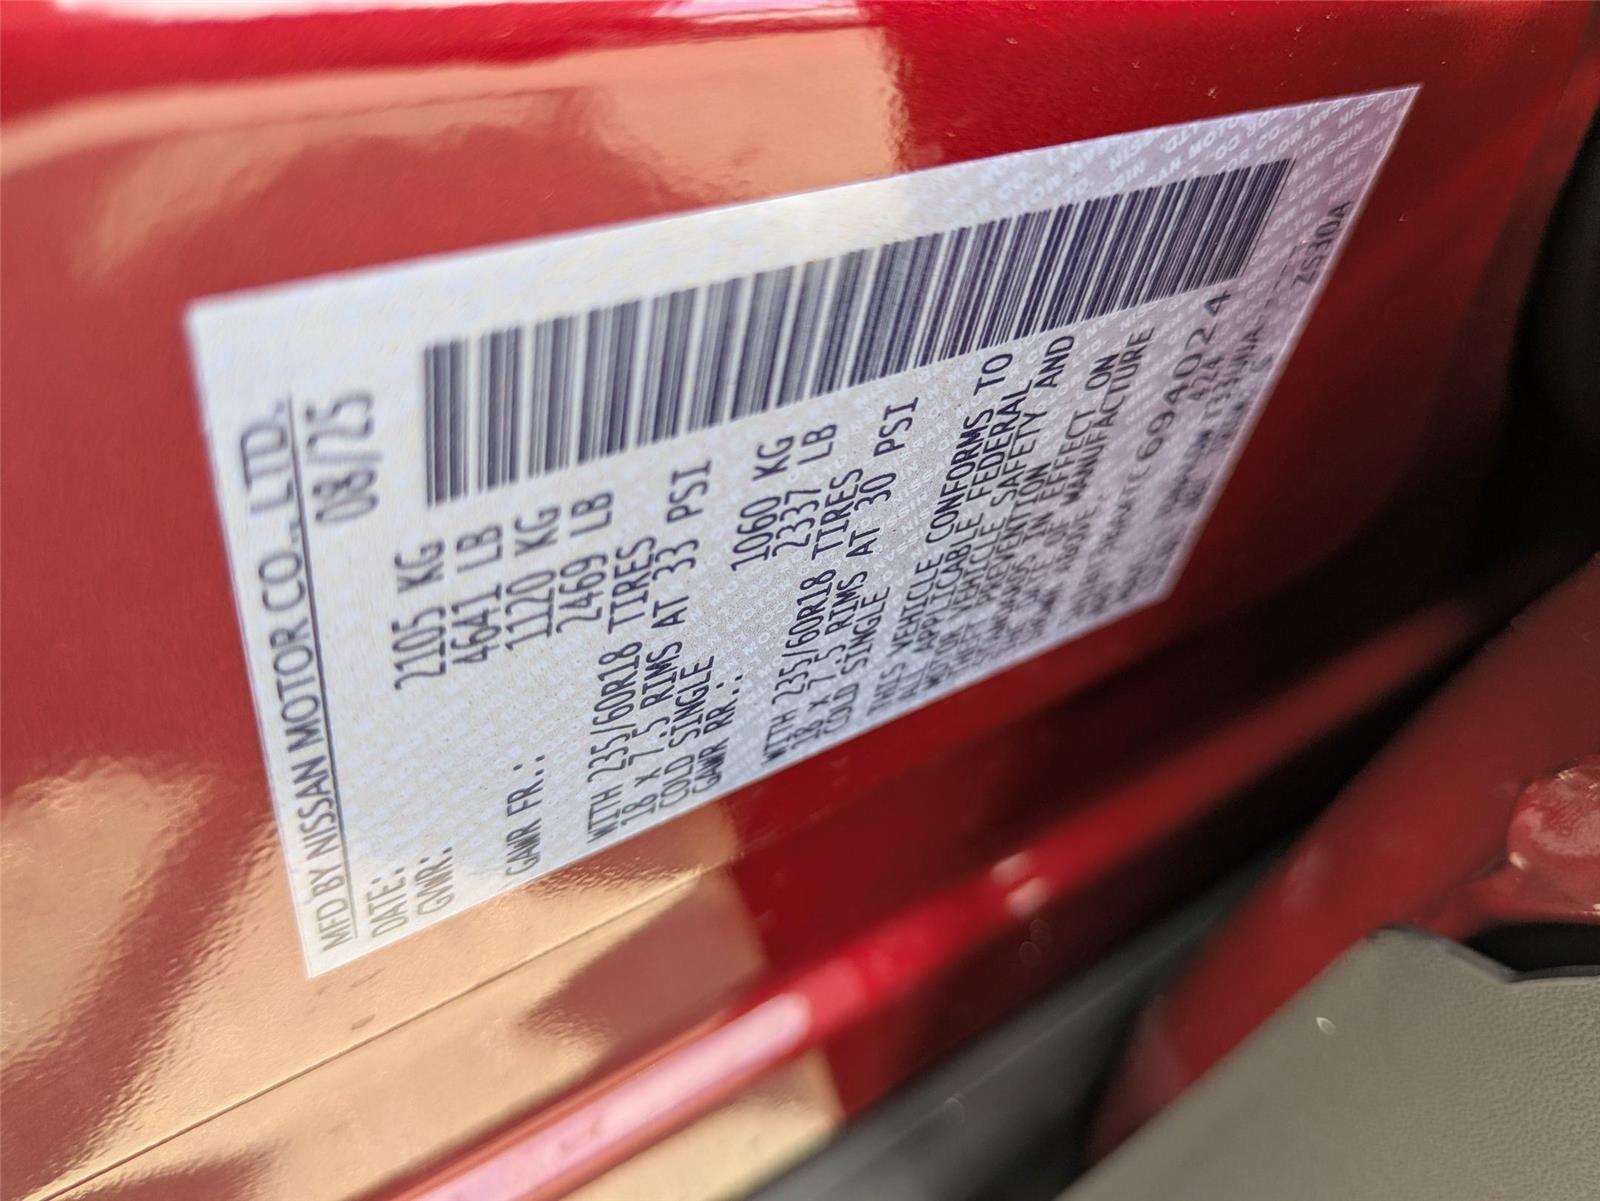 MFD BY NISSAN MOTOR CO., LTD.
DATE: 08/25
GVWR: 2105 KG
4641 LB
GAWR FR.: 1120 KG
2469 LB
WITH 235/60R18 TIRES
18 x 7.5 RIMS AT 33 PSI
COLD SINGLE
GAWR RR.: 1060 KG
2337 LB
WITH 235/60R18 TIRES
18 x 7.5 RIMS AT 30 PSI
COLD SINGLE
THIS VEHICLE CONFORMS TO
ALL APPLICABLE FEDERAL
MOTOR VEHICLE SAFETY AND
THEFT PREVENTION
STANDARDS IN EFFECT ON
THE DATE OF MANUFACTURE
SHOWN ABOVE
694024
424
ZS30A